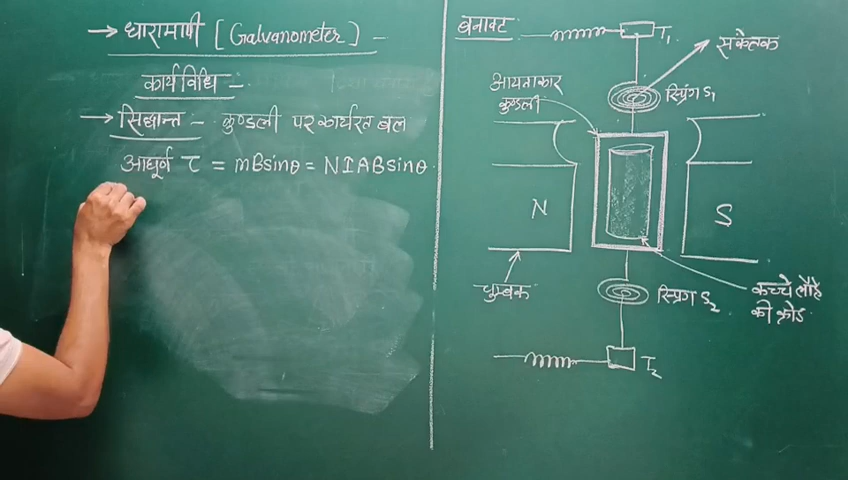 → धारामापी [Galvanometer) -
कार्यविधि -
→ सिद्धान्त - कुण्डली पर कार्यरत बल
आघूर्ण τ = mBsinθ = NIABsinθ.
बनावट
T₁
संकेतक
आयताकार
कुण्डली
स्प्रिंग S₁
N
S
चुम्बक
स्प्रिग S₂
कच्चे लौहे
की क्रोड.
T₂